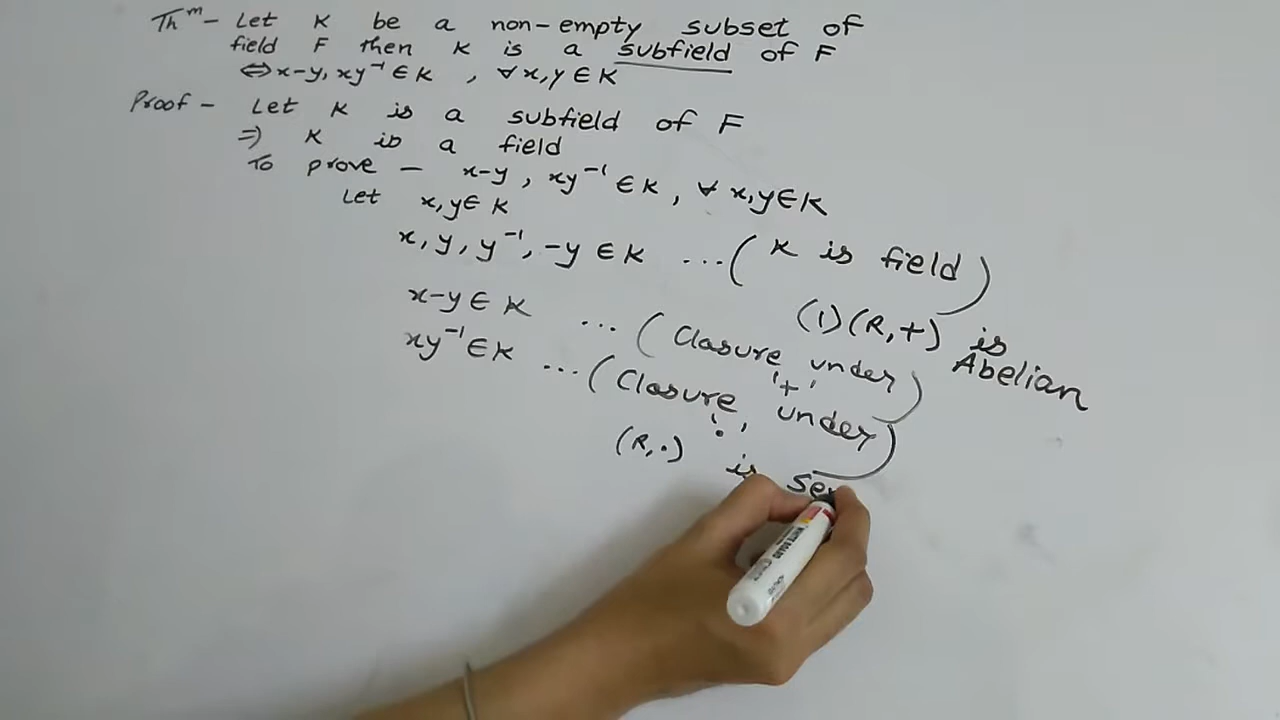 Thᵐ- Let K be a non-empty subset of
field F then K is a subfield of F
⇔ x-y, xy⁻¹ ∈ K , ∀ x,y ∈ K
Proof - Let K is a subfield of F
⇒ K is a field
To prove - x-y, xy⁻¹ ∈ K, ∀ x,y ∈ K
Let x,y ∈ K
x, y, y⁻¹, -y ∈ K ...( K is field )
x-y ∈ K ... ( Closure under '+' )
(1) (R,+) is Abelian
xy⁻¹ ∈ K ... ( Closure under '.' )
(R,.) is
WHITE BOARD